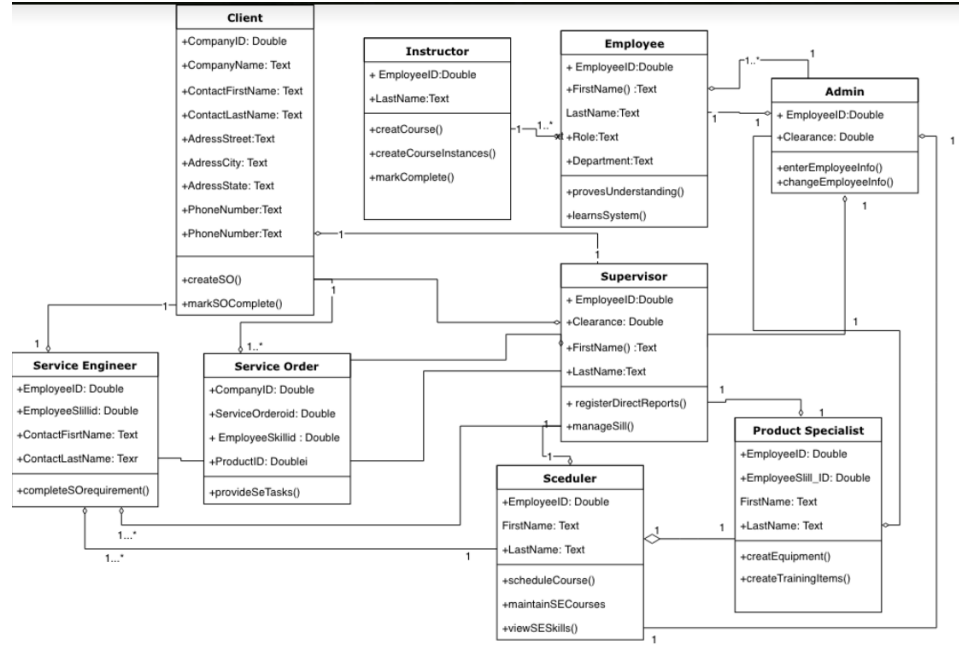 Client
+CompanyID: Double
+CompanyName: Text
+ContactFirstName: Text
+ContactLastName: Text
+AdressStreet: Text
+AdressCity: Text
+AdressState: Text
+PhoneNumber:Text
+PhoneNumber:Text
+createSO()
+markSOComplete()
Instructor
+ EmployeeID:Double
+LastName:Text
+creatCourse()
+createCourseInstances()
+markComplete()
1
1..*
Employee
+ EmployeeID:Double
+FirstName() :Text
LastName:Text
+Role:Text
+Department:Text
+provesUnderstanding()
+learnsSystem()
1..*
1
1
1
Admin
+ EmployeeID:Double
+Clearance: Double
+enterEmployeeInfo()
+changeEmployeeInfo()
1
1
1
1
1
1
1
1
1..*
Supervisor
+ EmployeeID:Double
+Clearance: Double
+FirstName() :Text
+LastName:Text
+ registerDirectReports()
+manageSill()
Service Engineer
+EmployeeID: Double
+EmployeeSlillid: Double
+ContactFisrtName: Text
+ContactLastName: Texr
+completeSOrequirement()
Service Order
+CompanyID: Double
+ServiceOrderoid: Double
+ EmployeeSkillid : Double
+ProductID: Doublei
+provideSeTasks()
1
1
1
1
Product Specialist
+EmployeeID: Double
+EmployeeSlill_ID: Double
FirstName: Text
+LastName: Text
+creatEquipment()
+createTrainingItems()
Sceduler
+EmployeeID: Double
FirstName: Text
+LastName: Text
+scheduleCourse()
+maintainSECourses
+viewSESkills()
1...*
1...*
1
1
1
1